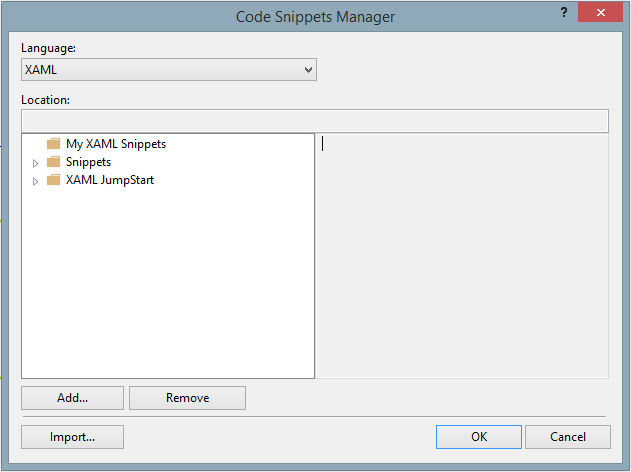 Code Snippets Manager
?
Language:
XAML
Location:
My XAML Snippets
Snippets
XAML JumpStart
Add... Remove
Import... OK Cancel